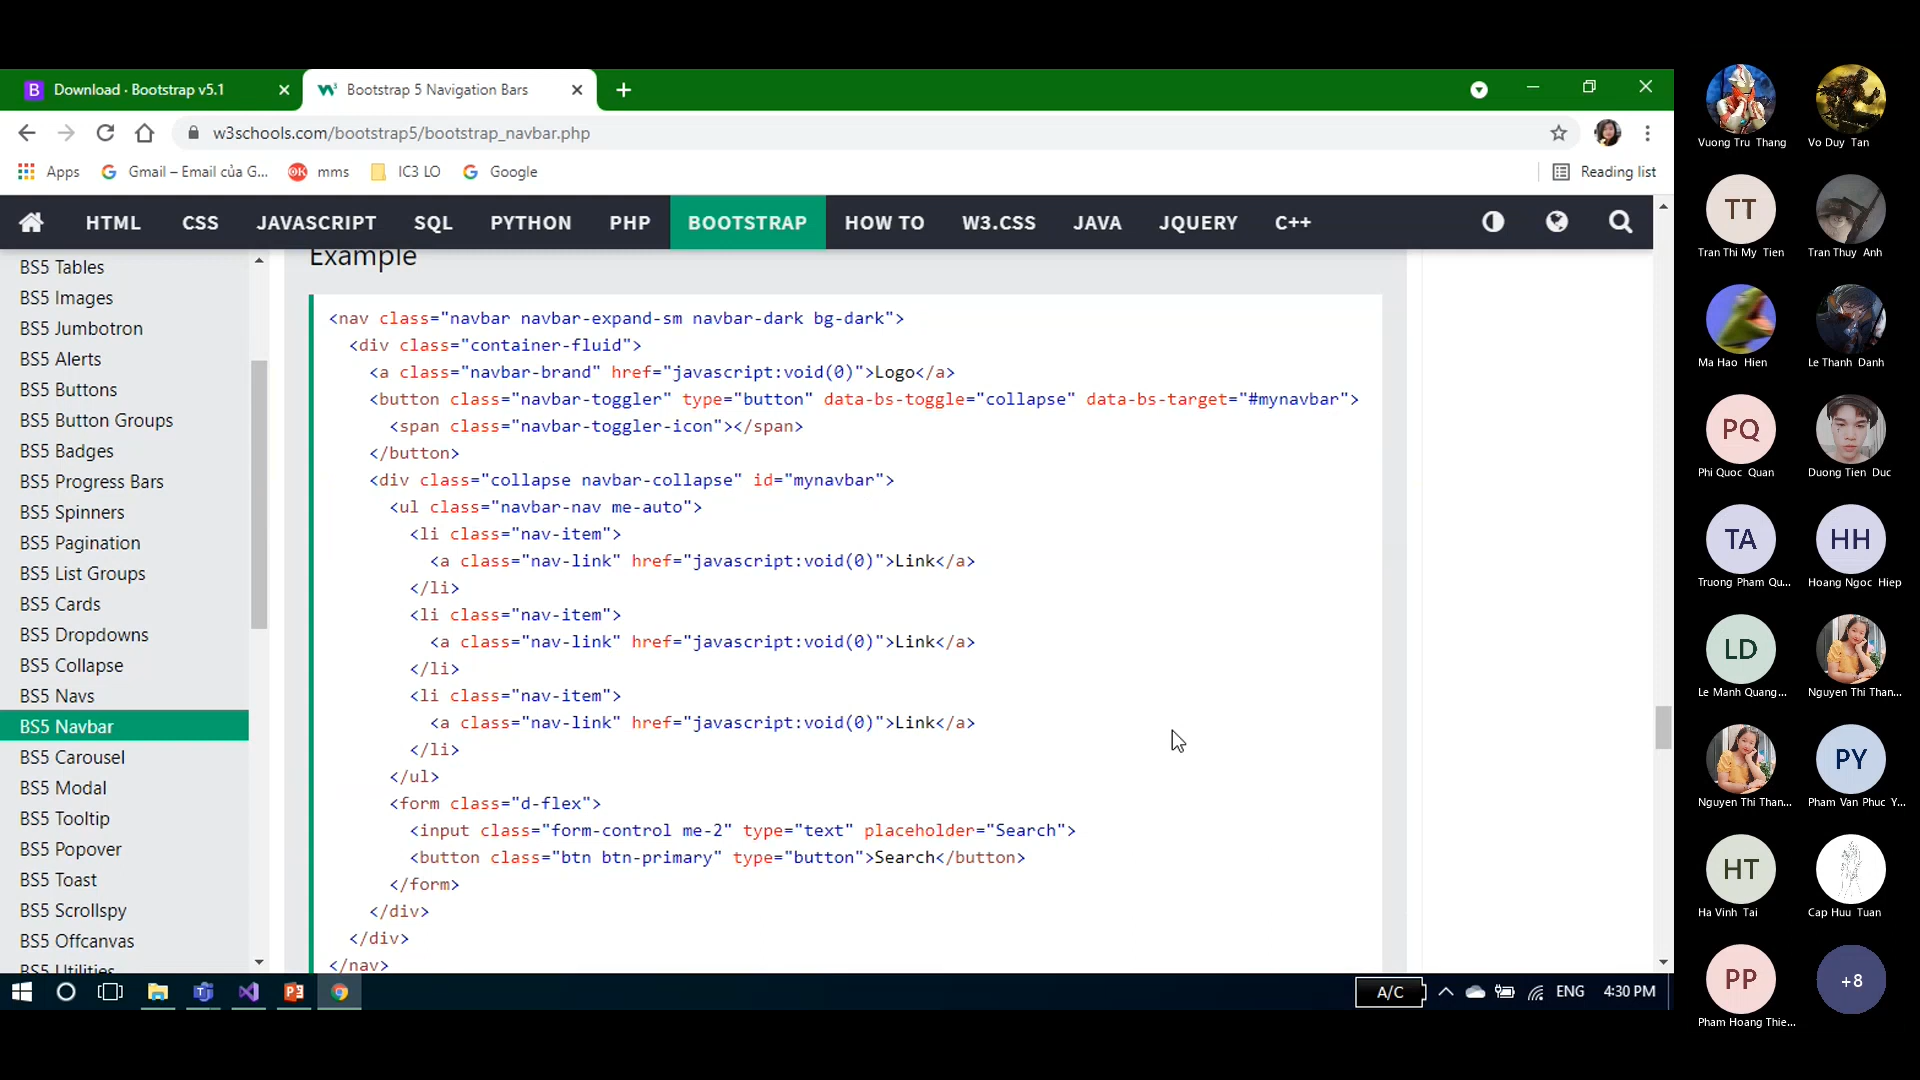 Download · Bootstrap v5.1
Bootstrap 5 Navigation Bars
w3schools.com/bootstrap5/bootstrap_navbar.php
Apps
Gmail – Email của G...
mms
IC3 LO
Google
Reading list
HTML
CSS
JAVASCRIPT
SQL
PYTHON
PHP
BOOTSTRAP
HOW TO
W3.CSS
JAVA
JQUERY
C++
BS5 Tables
BS5 Images
BS5 Jumbotron
BS5 Alerts
BS5 Buttons
BS5 Button Groups
BS5 Badges
BS5 Progress Bars
BS5 Spinners
BS5 Pagination
BS5 List Groups
BS5 Cards
BS5 Dropdowns
BS5 Collapse
BS5 Navs
BS5 Navbar
BS5 Carousel
BS5 Modal
BS5 Tooltip
BS5 Popover
BS5 Toast
BS5 Scrollspy
BS5 Offcanvas
BS5 Utilities
Example
<nav class="navbar navbar-expand-sm navbar-dark bg-dark">
<div class="container-fluid">
<a class="navbar-brand" href="javascript:void(0)">Logo</a>
<button class="navbar-toggler" type="button" data-bs-toggle="collapse" data-bs-target="#mynavbar">
<span class="navbar-toggler-icon"></span>
</button>
<div class="collapse navbar-collapse" id="mynavbar">
<ul class="navbar-nav me-auto">
<li class="nav-item">
<a class="nav-link" href="javascript:void(0)">Link</a>
</li>
<li class="nav-item">
<a class="nav-link" href="javascript:void(0)">Link</a>
</li>
<li class="nav-item">
<a class="nav-link" href="javascript:void(0)">Link</a>
</li>
</ul>
<form class="d-flex">
<input class="form-control me-2" type="text" placeholder="Search">
<button class="btn btn-primary" type="button">Search</button>
</form>
</div>
</div>
</nav>
A/C
ENG
4:30 PM
Vuong Tru Thang
Vo Duy Tan
TT
Tran Thi My Tien
Tran Thuy Anh
Ma Hao Hien
Le Thanh Danh
PQ
Phi Quoc Quan
Duong Tien Duc
TA
Truong Pham Qu...
HH
Hoang Ngoc Hiep
LD
Le Manh Quang...
Nguyen Thi Than...
Nguyen Thi Than...
PY
Pham Van Phuc Y...
HT
Ha Vinh Tai
Cap Huu Tuan
PP
Pham Hoang Thie...
+8